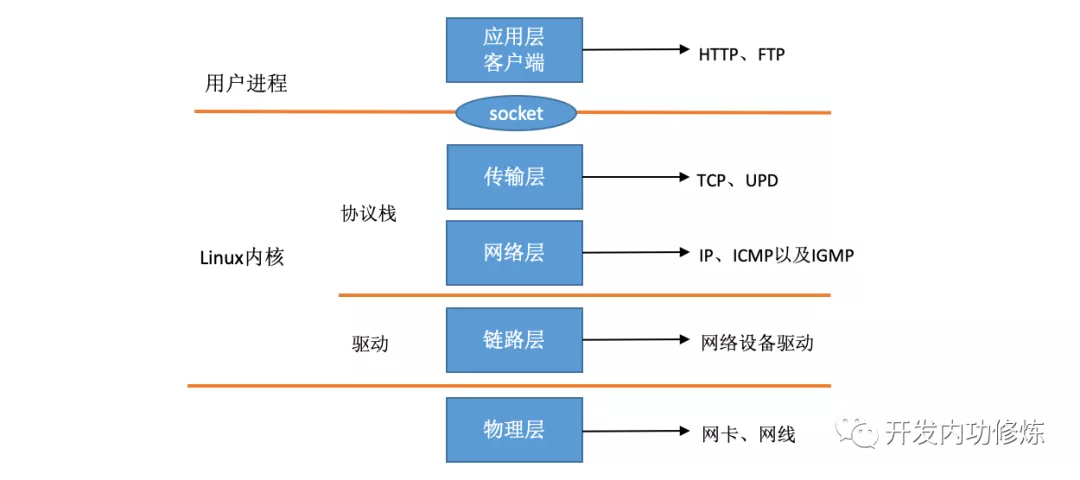 应用层
客户端
HTTP、FTP
用户进程
socket
传输层
TCP、UPD
协议栈
Linux内核
网络层
IP、ICMP以及IGMP
驱动
链路层
网络设备驱动
物理层
网卡、网线
开发内功修炼